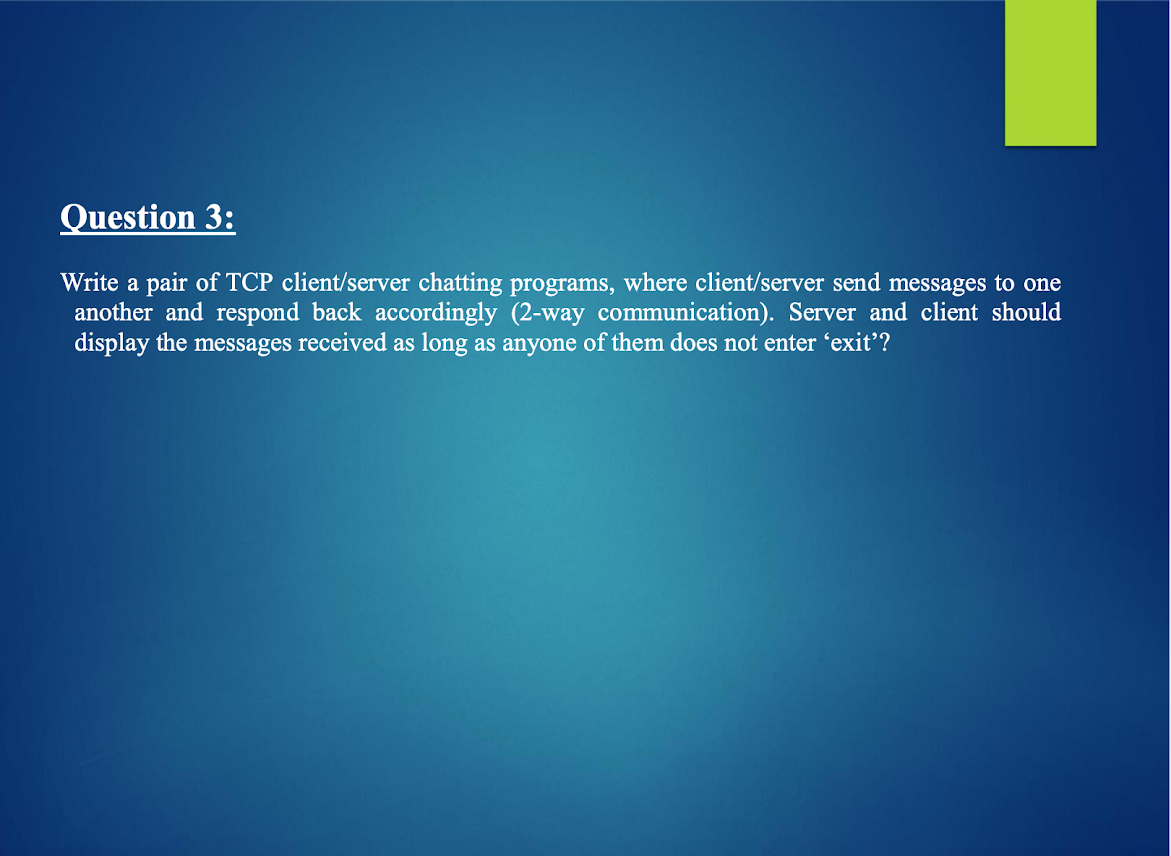 Question 3:
Write a pair of TCP client/server chatting programs, where client/server send messages to one
another and respond back accordingly (2-way communication). Server and client should
display the messages received as long as anyone of them does not enter ‘exit’?